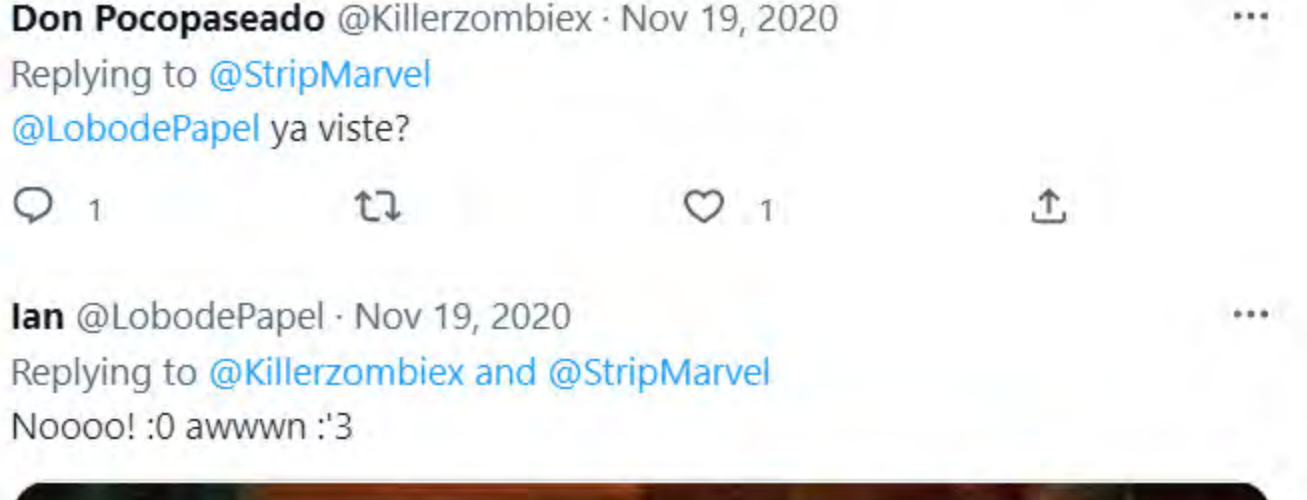 Don Pocopaseado @Killerzombiex · Nov 19, 2020
Replying to @StripMarvel
@LobodePapel ya viste?
1 1
Ian @LobodePapel · Nov 19, 2020
Replying to @Killerzombiex and @StripMarvel
Noooo! :0 awwwn :'3